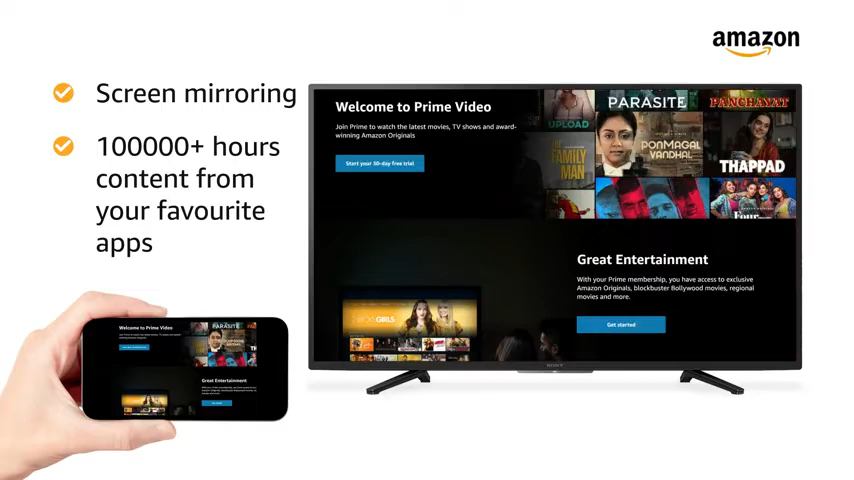 amazon
Screen mirroring
100000+ hours
content from
your favourite
apps
Welcome to Prime Video
Join Prime to watch the latest movies, TV shows and award-
winning Amazon Originals
Start your 30-day free trial
UPLOAD
PARASITE
PANCHAYAT
THE
FAMILY
MAN
PONMAGAL
VANDHAL
THAPPAD
Four
Great Entertainment
With your Prime membership, you have access to exclusive
Amazon Originals, blockbuster Bollywood movies, regional
movies and more.
Get started
GIRLS
SONY
Welcome to Prime Video
PARASITE
Great Entertainment